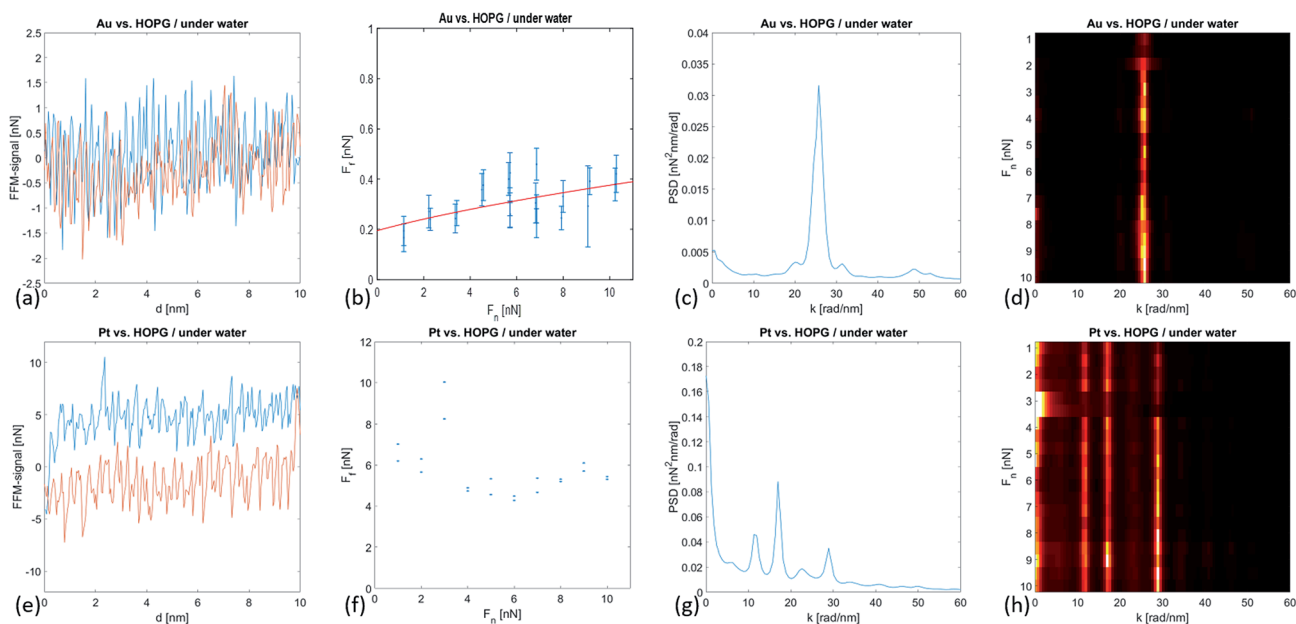 Au vs. HOPG / under water
FFM-signal [nN]
2.5
2
1.5
1
0.5
0
-0.5
-1
-1.5
-2
-2.5
0 2 4 6 8 10
d [nm]
(a)
Au vs. HOPG / under water
F_f [nN]
1
0.8
0.6
0.4
0.2
0
0 2 4 6 8 10
F_n [nN]
(b)
Au vs. HOPG / under water
PSD [nN²nm/rad]
0.04
0.035
0.03
0.025
0.02
0.015
0.01
0.005
0
0 10 20 30 40 50 60
k [rad/nm]
(c)
Au vs. HOPG / under water
F_n [nN]
1
2
3
4
5
6
7
8
9
10
0 10 20 30 40 50 60
k [rad/nm]
(d)
Pt vs. HOPG / under water
FFM-signal [nN]
10
5
0
-5
-10
0 2 4 6 8 10
d [nm]
(e)
Pt vs. HOPG / under water
F_f [nN]
12
10
8
6
4
2
0
0 2 4 6 8 10
F_n [nN]
(f)
Pt vs. HOPG / under water
PSD [nN²nm/rad]
0.2
0.18
0.16
0.14
0.12
0.1
0.08
0.06
0.04
0.02
0
0 10 20 30 40 50 60
k [rad/nm]
(g)
Pt vs. HOPG / under water
F_n [nN]
1
2
3
4
5
6
7
8
9
10
0 10 20 30 40 50 60
k [rad/nm]
(h)